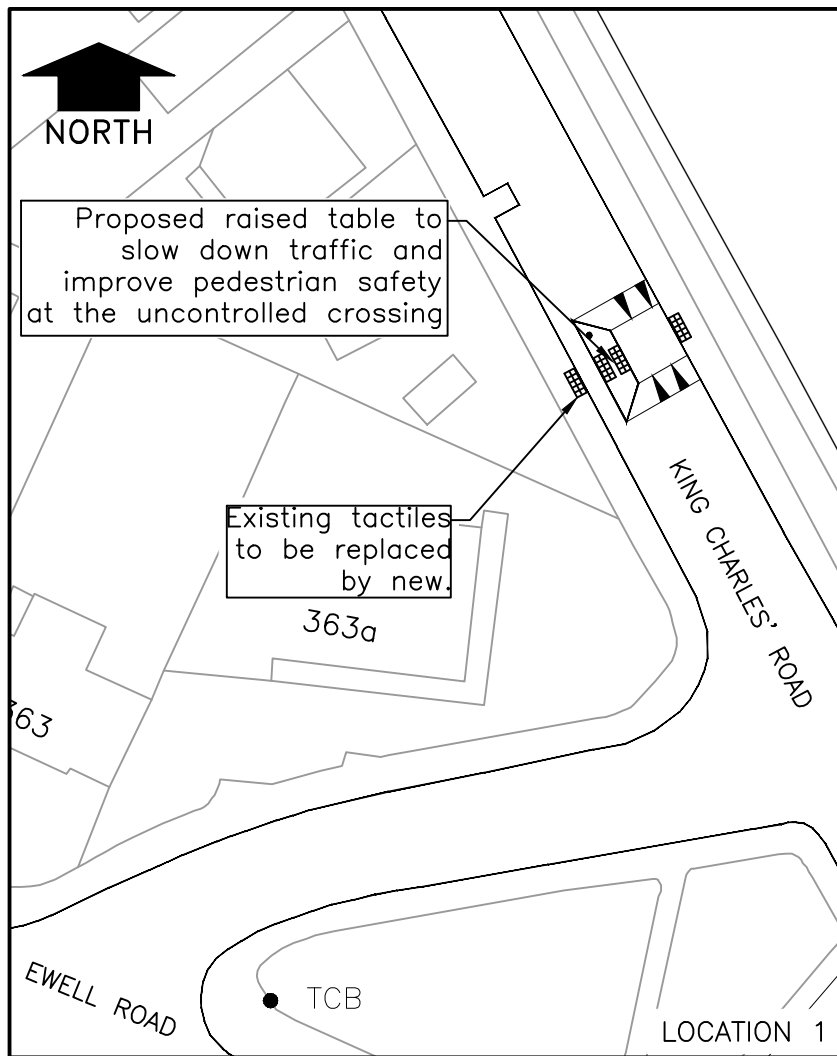 NORTH
Proposed raised table to
slow down traffic and
improve pedestrian safety
at the uncontrolled crossing
Existing tactiles
to be replaced
by new.
363a
363
KING CHARLES' ROAD
EWELL ROAD
TCB
LOCATION 1